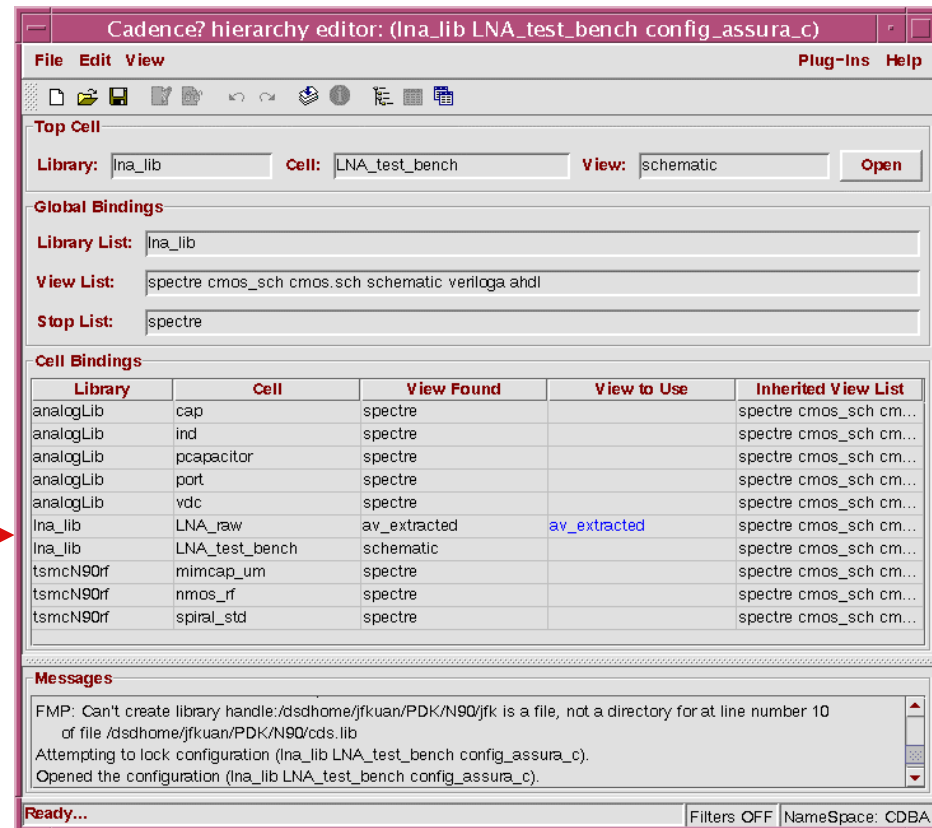 Cadence? hierarchy editor: (lna_lib LNA_test_bench config_assura_c)
File Edit View Plug-Ins Help
Top Cell
Library: lna_lib Cell: LNA_test_bench View: schematic Open
Global Bindings
Library List: lna_lib
View List: spectre cmos_sch cmos.sch schematic veriloga ahdl
Stop List: spectre
Cell Bindings
Library Cell View Found View to Use Inherited View List
analogLib cap spectre spectre cmos_sch cm...
analogLib ind spectre spectre cmos_sch cm...
analogLib pcapacitor spectre spectre cmos_sch cm...
analogLib port spectre spectre cmos_sch cm...
analogLib vdc spectre spectre cmos_sch cm...
lna_lib LNA_raw av_extracted av_extracted spectre cmos_sch cm...
lna_lib LNA_test_bench schematic spectre cmos_sch cm...
tsmcN90rf mimcap_um spectre spectre cmos_sch cm...
tsmcN90rf nmos_rf spectre spectre cmos_sch cm...
tsmcN90rf spiral_std spectre spectre cmos_sch cm...
Messages
FMP: Can't create library handle:/dsdhome/jfkuan/PDK/N90/jfk is a file, not a directory for at line number 10
of file /dsdhome/jfkuan/PDK/N90/cds.lib
Attempting to lock configuration (lna_lib LNA_test_bench config_assura_c).
Opened the configuration (lna_lib LNA_test_bench config_assura_c).
Ready... Filters OFF NameSpace: CDBA